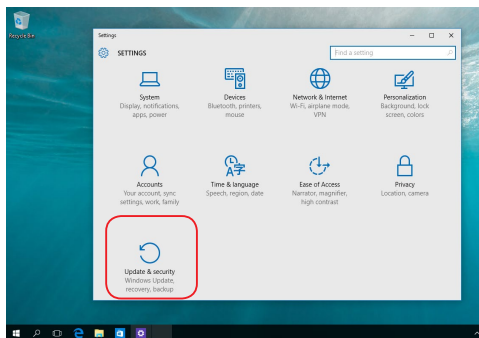 Recycle Bin
Settings
SETTINGS
Find a setting
System
Display, notifications,
apps, power
Devices
Bluetooth, printers,
mouse
Network & Internet
Wi-Fi, airplane mode,
VPN
Personalization
Background, lock
screen, colors
Accounts
Your account, sync
settings, work, family
Time & language
Speech, region, date
Ease of Access
Narrator, magnifier,
high contrast
Privacy
Location, camera
Update & security
Windows Update,
recovery, backup